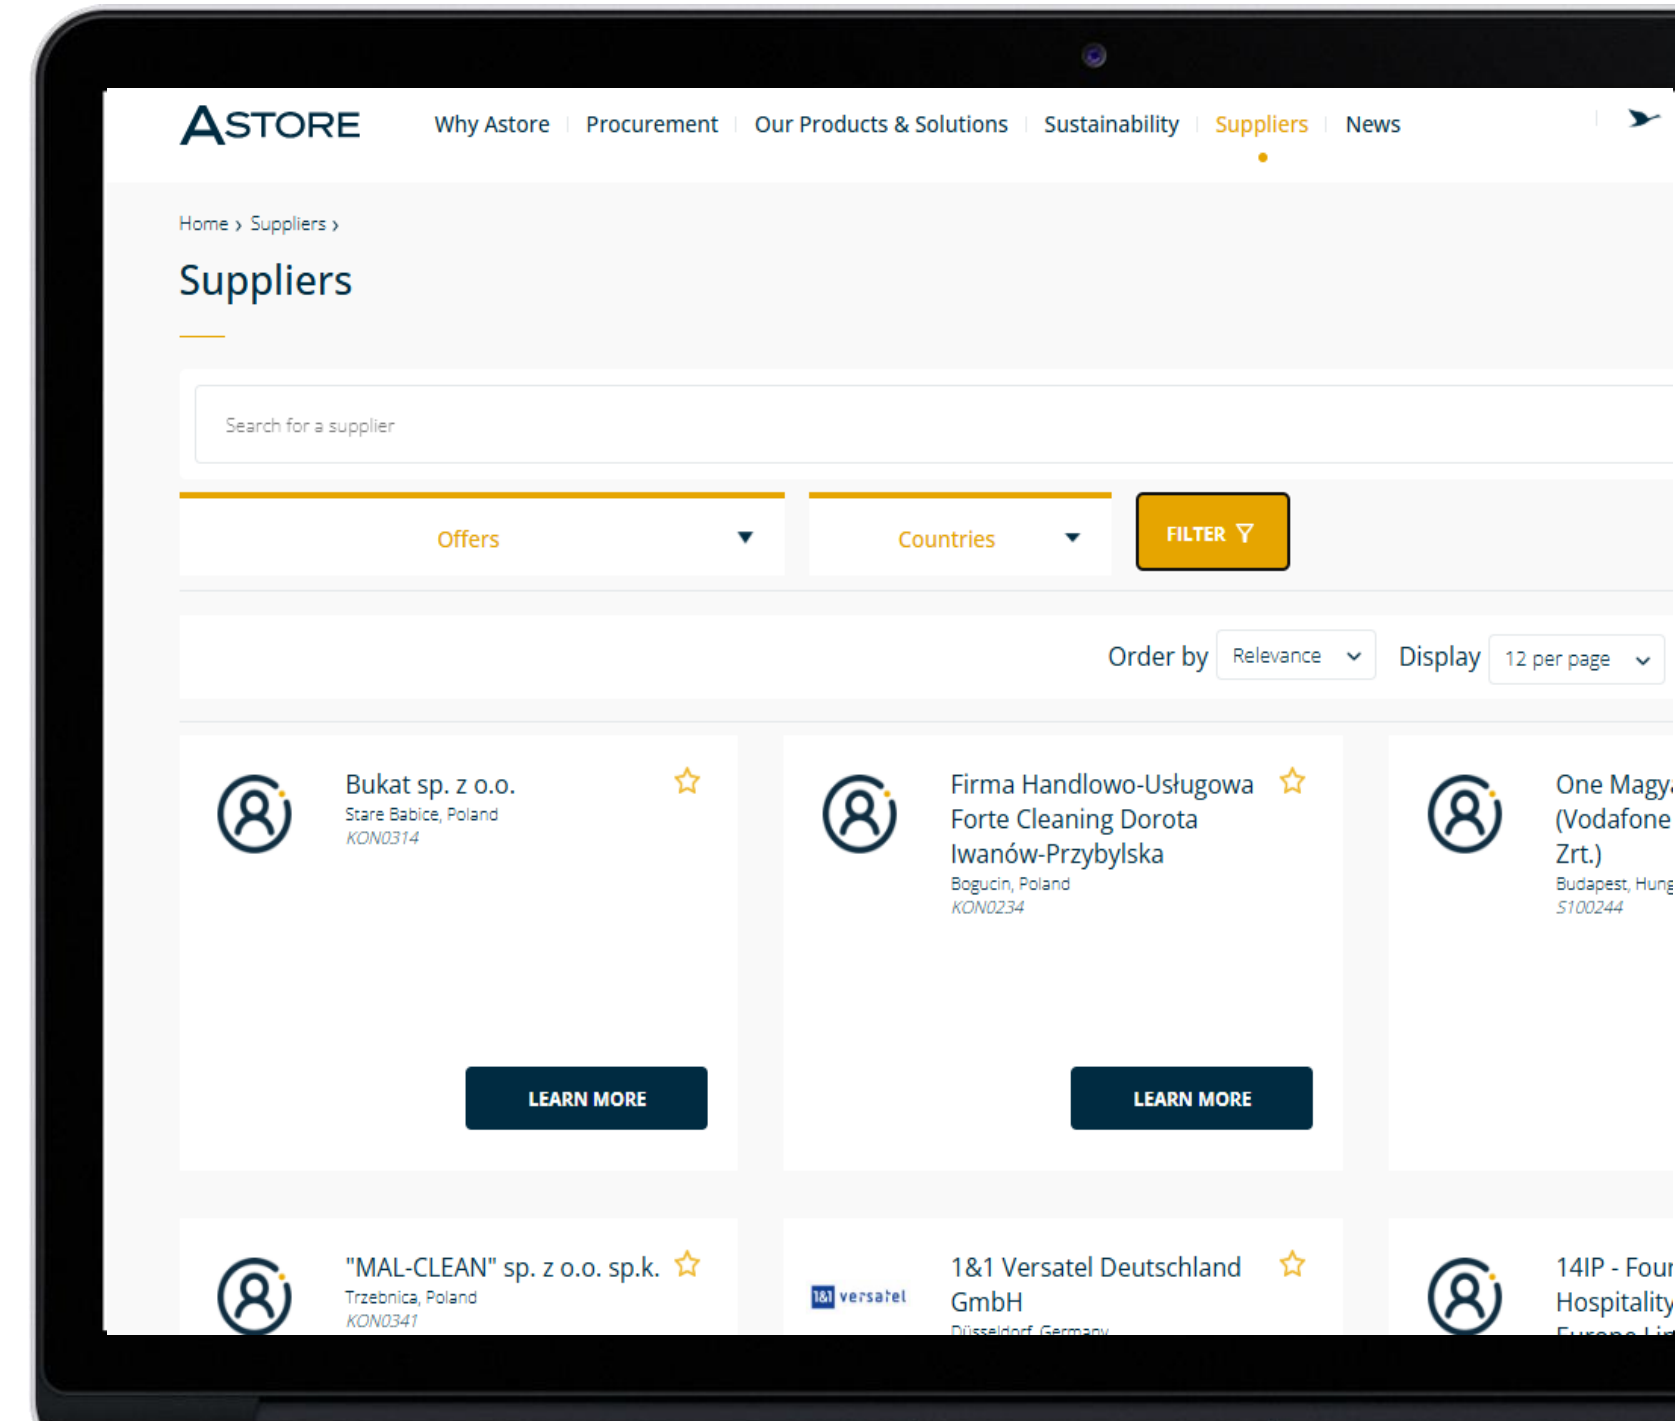 ASTORE Why Astore Procurement Our Products & Solutions Sustainability Suppliers News
Home › Suppliers ›
Suppliers
Search for a supplier
Offers Countries FILTER
Order by Relevance Display 12 per page
Bukat sp. z o.o.
Stare Babice, Poland
KON0314
LEARN MORE
Firma Handlowo-Usługowa
Forte Cleaning Dorota
Iwanów-Przybylska
Bogucin, Poland
KON0234
LEARN MORE
One
(Vodafone
Zrt.)
Budapest,
S100244
"MAL-CLEAN" sp. z o.o. sp.k.
Trzebnica, Poland
KON0341
1&1 versatel
1&1 Versatel Deutschland
GmbH
Düsseldorf, Germany
14IP -
Hospitality
Europe